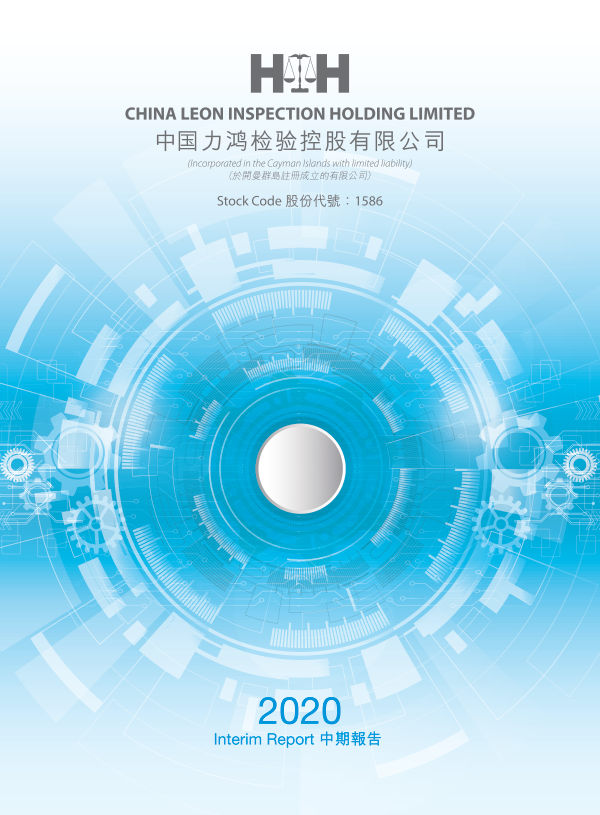 H H
CHINA LEON INSPECTION HOLDING LIMITED
中国力鸿检验控股有限公司
(Incorporated in the Cayman Islands with limited liability)
（於開曼群島註冊成立的有限公司）
Stock Code 股份代號：1586
2020
Interim Report 中期報告